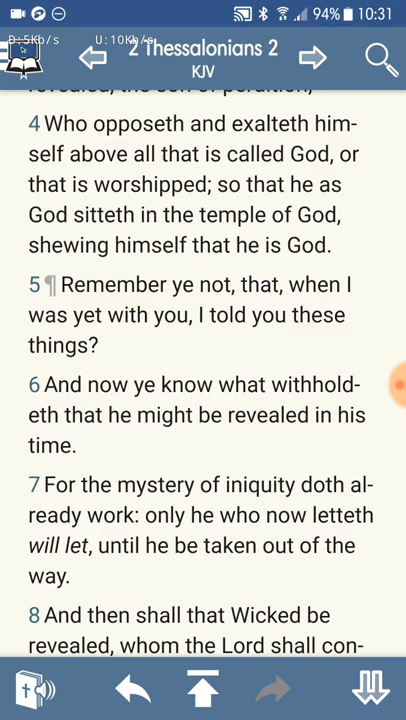 94% 10:31
D:5Kb/s U:10Kb/s
2 Thessalonians 2
KJV
revealed, the son of perdition;
4 Who opposeth and exalteth him-
self above all that is called God, or
that is worshipped; so that he as
God sitteth in the temple of God,
shewing himself that he is God.
5 ¶ Remember ye not, that, when I
was yet with you, I told you these
things?
6 And now ye know what withhold-
eth that he might be revealed in his
time.
7 For the mystery of iniquity doth al-
ready work: only he who now letteth
will let, until he be taken out of the
way.
8 And then shall that Wicked be
revealed, whom the Lord shall con-